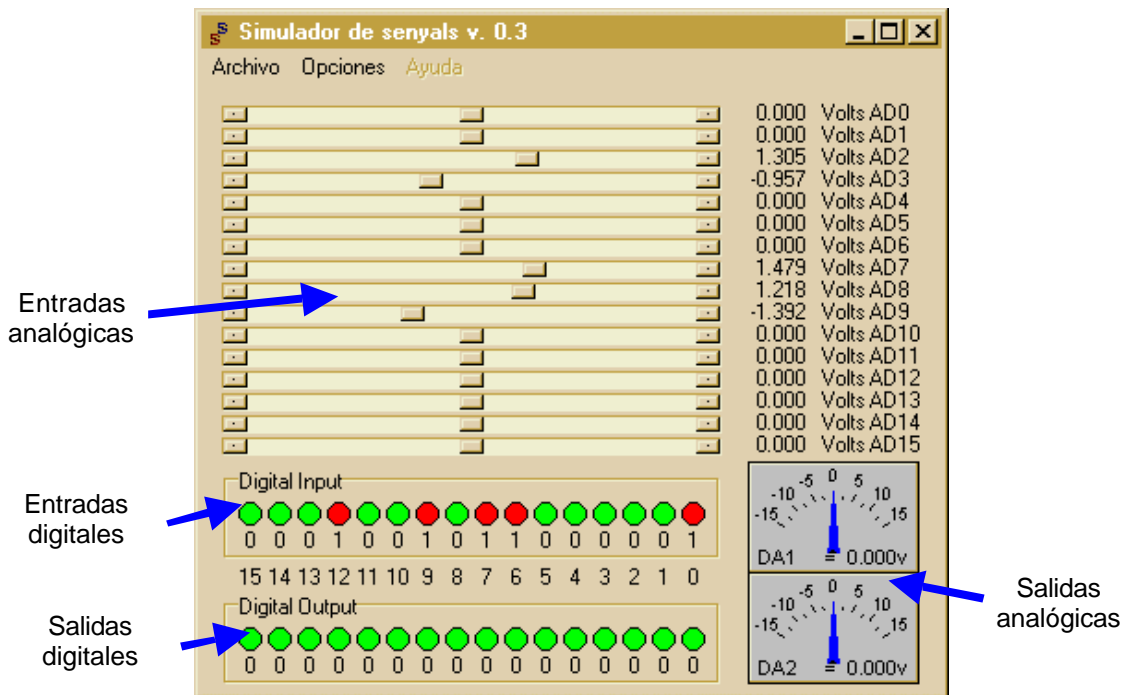 Simulador de senyals v. 0.3
Archivo Opciones Ayuda
0.000 Volts AD0
0.000 Volts AD1
1.305 Volts AD2
-0.957 Volts AD3
0.000 Volts AD4
0.000 Volts AD5
0.000 Volts AD6
1.479 Volts AD7
1.218 Volts AD8
-1.392 Volts AD9
0.000 Volts AD10
0.000 Volts AD11
0.000 Volts AD12
0.000 Volts AD13
0.000 Volts AD14
0.000 Volts AD15
Entradas
analógicas
Entradas
digitales
Digital Input
0 0 0 1 0 0 1 0 1 1 0 0 0 0 0 1
15 14 13 12 11 10 9 8 7 6 5 4 3 2 1 0
Salidas
digitales
Digital Output
0 0 0 0 0 0 0 0 0 0 0 0 0 0 0 0
-15 -10 -5 0 5 10 15
DA1 = 0.000v
-15 -10 -5 0 5 10 15
DA2 = 0.000v
Salidas
analógicas